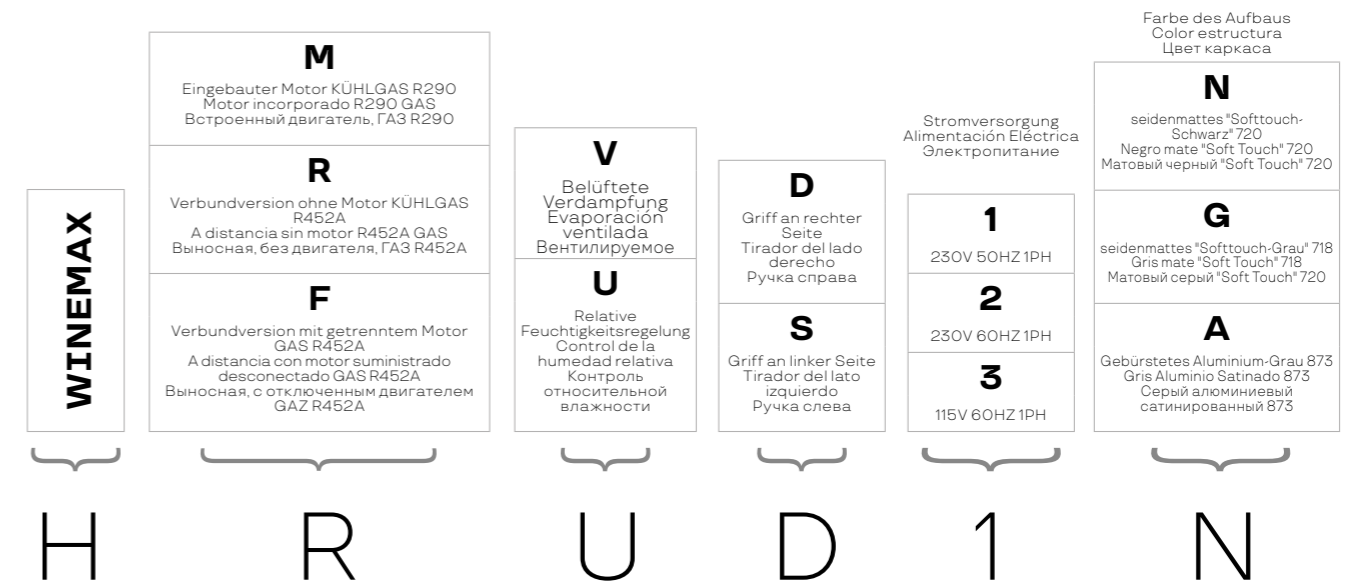 WINEMAX
M
Eingebauter Motor KÜHLGAS R290
Motor incorporado R290 GAS
Встроенный двигатель, ГАЗ R290
R
Verbundversion ohne Motor KÜHLGAS
R452A
A distancia sin motor R452A GAS
Выносная, без двигателя, ГАЗ R452A
F
Verbundversion mit getrenntem Motor
GAS R452A
A distancia con motor suministrado
desconectado GAS R452A
Выносная, с отключенным двигателем
GAZ R452A
V
Belüftete
Verdampfung
Evaporación
ventilada
Вентилируемое
U
Relative
Feuchtigkeitsregelung
Control de la
humedad relativa
Контроль
относительной
влажности
D
Griff an rechter
Seite
Tirador del lado
derecho
Ручка справа
S
Griff an linker Seite
Tirador del lato
izquierdo
Ручка слева
Stromversorgung
Alimentación Eléctrica
Электропитание
1
230V 50HZ 1PH
2
230V 60HZ 1PH
3
115V 60HZ 1PH
Farbe des Aufbaus
Color estructura
Цвет каркаса
N
seidenmattes "Softtouch-
Schwarz" 720
Negro mate "Soft Touch" 720
Матовый черный "Soft Touch" 720
G
seidenmattes "Softtouch-Grau" 718
Gris mate "Soft Touch" 718
Матовый серый "Soft Touch" 720
A
Gebürstetes Aluminium-Grau 873
Gris Aluminio Satinado 873
Серый алюминиевый
сатинированный 873
H R U D 1 N